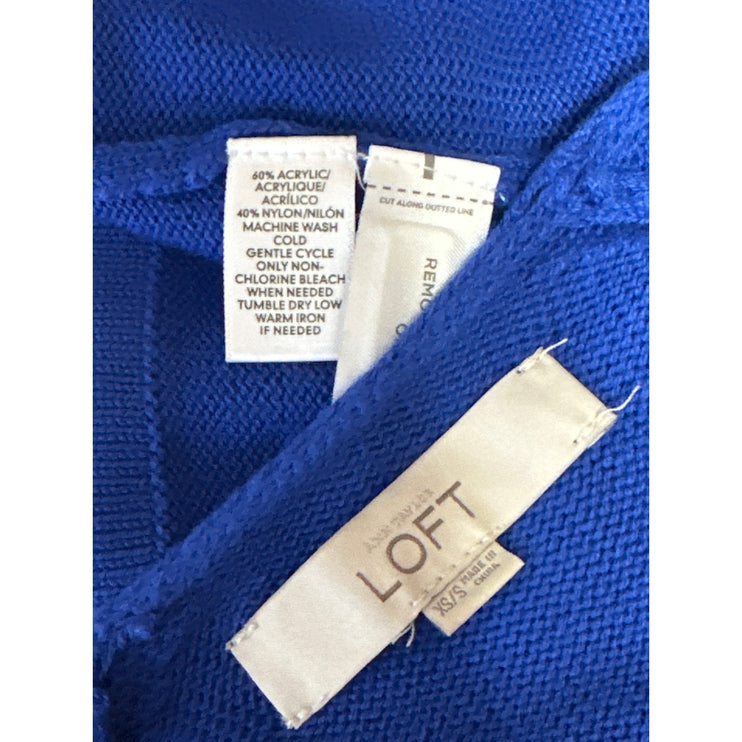 60% ACRYLIC/
ACRYLIQUE/
ACRÍLICO
40% NYLON/NILÓN
MACHINE WASH
COLD
GENTLE CYCLE
ONLY NON-
CHLORINE BLEACH
WHEN NEEDED
TUMBLE DRY LOW
WARM IRON
IF NEEDED
CUT ALONG DOTTED LINE
ANN TAYLOR
LOFT
XS/S
MADE IN
CHINA